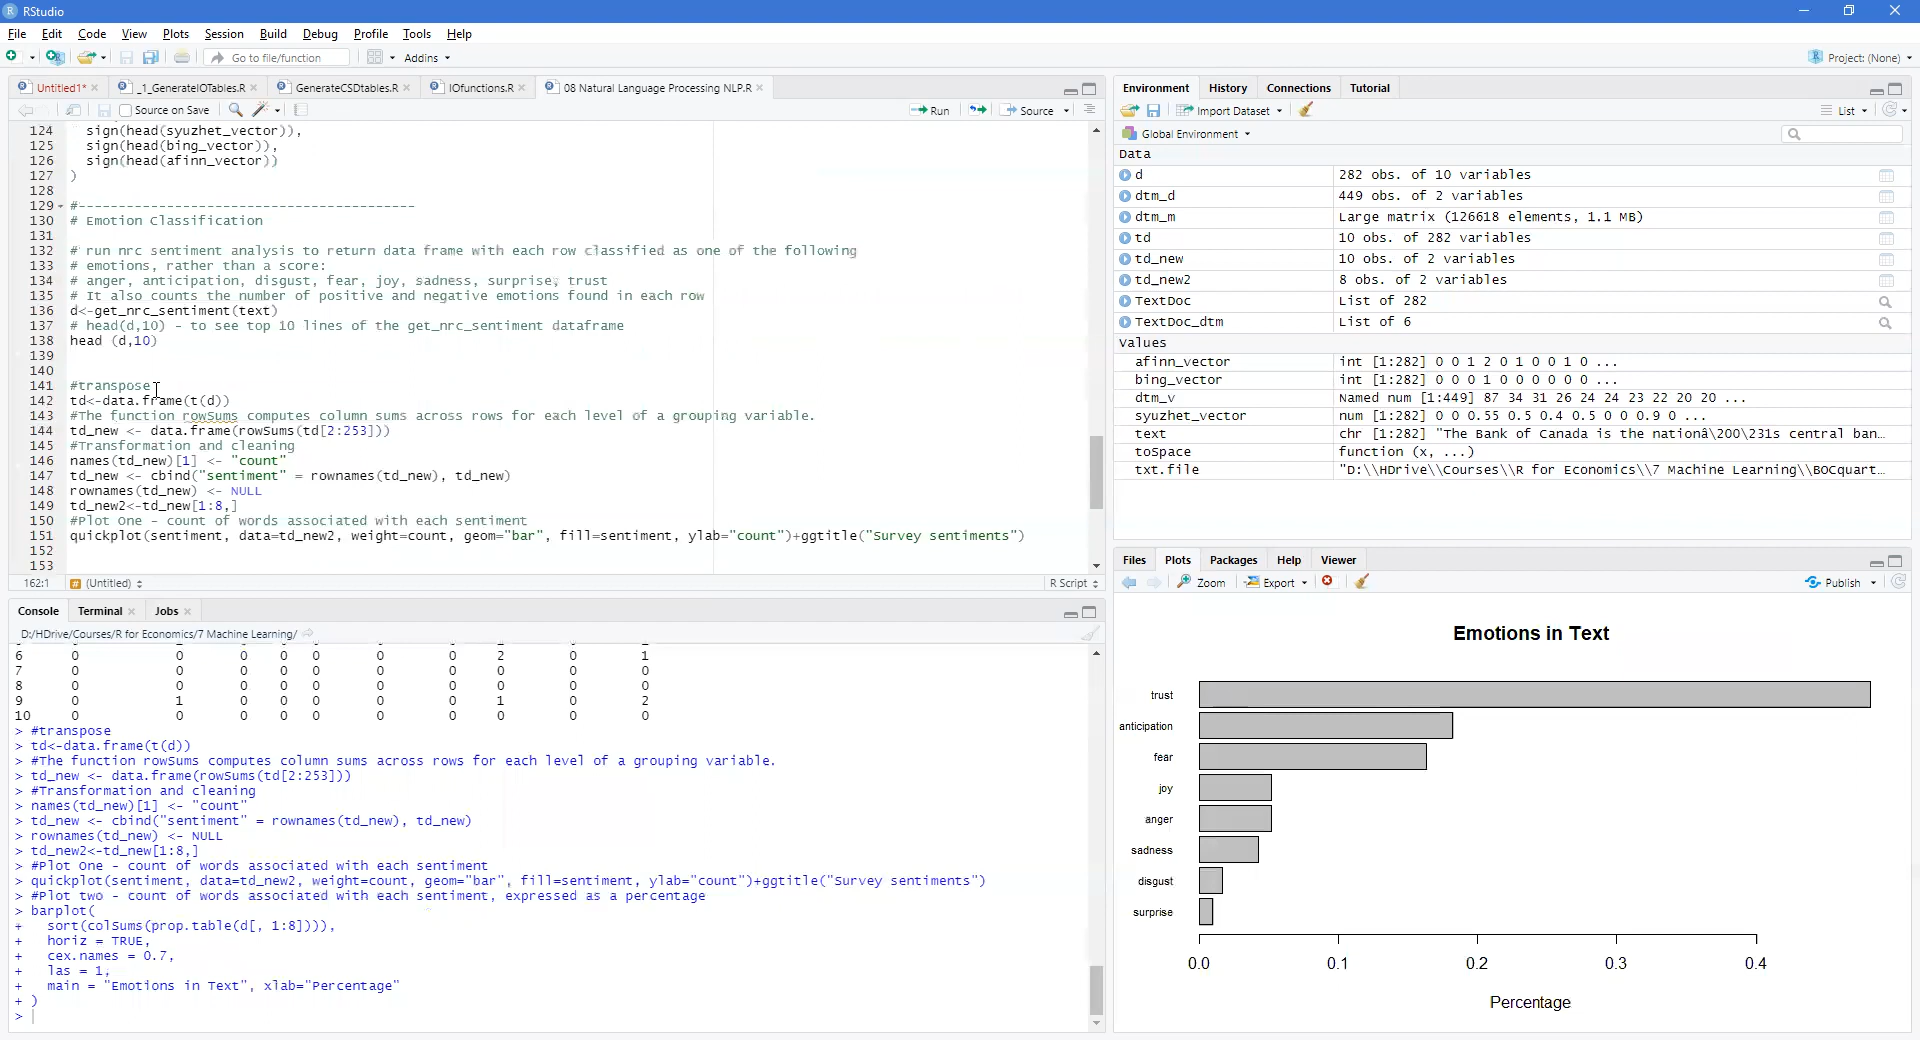 RStudio
File Edit Code View Plots Session Build Debug Profile Tools Help
Go to file/function Addins Project: (None)
Untitled1* _1_GenerateIOTables.R GenerateCSDtables.R IOfunctions.R 08 Natural Language Processing NLP.R
Source on Save Run Source
124 sign(head(syuzhet_vector)),
125 sign(head(bing_vector)),
126 sign(head(afinn_vector))
127 )
128
129 #------------------------------------------
130 # Emotion Classification
131
132 # run nrc sentiment analysis to return data frame with each row classified as one of the following
133 # emotions, rather than a score:
134 # anger, anticipation, disgust, fear, joy, sadness, surprise, trust
135 # It also counts the number of positive and negative emotions found in each row
136 d<-get_nrc_sentiment(text)
137 # head(d,10) - to see top 10 lines of the get_nrc_sentiment dataframe
138 head (d,10)
139
140
141 #transpose
142 td<-data.frame(t(d))
143 #The function rowSums computes column sums across rows for each level of a grouping variable.
144 td_new <- data.frame(rowSums(td[2:253]))
145 #Transformation and cleaning
146 names(td_new)[1] <- "count"
147 td_new <- cbind("sentiment" = rownames(td_new), td_new)
148 rownames(td_new) <- NULL
149 td_new2<-td_new[1:8,]
150 #Plot One - count of words associated with each sentiment
151 quickplot(sentiment, data=td_new2, weight=count, geom="bar", fill=sentiment, ylab="count")+ggtitle("Survey sentiments")
152
153
162:1 (Untitled) R Script
Console Terminal Jobs
D:/HDrive/Courses/R for Economics/7 Machine Learning/
6 0 0 0 0 0 2 0 1
7 0 0 0 0 0 0 0 0 0 0
8 0 0 0 0 0 0 0 0 0 0
9 0 1 0 0 0 0 0 1 0 2
10 0 0 0 0 0 0 0 0 0 0
> #transpose
> td<-data.frame(t(d))
> #The function rowSums computes column sums across rows for each level of a grouping variable.
> td_new <- data.frame(rowSums(td[2:253]))
> #Transformation and cleaning
> names(td_new)[1] <- "count"
> td_new <- cbind("sentiment" = rownames(td_new), td_new)
> rownames(td_new) <- NULL
> td_new2<-td_new[1:8,]
> #Plot One - count of words associated with each sentiment
> quickplot(sentiment, data=td_new2, weight=count, geom="bar", fill=sentiment, ylab="count")+ggtitle("Survey sentiments")
> #Plot two - count of words associated with each sentiment, expressed as a percentage
> barplot(
+ sort(colSums(prop.table(d[, 1:8]))),
+ horiz = TRUE,
+ cex.names = 0.7,
+ las = 1,
+ main = "Emotions in Text", xlab="Percentage"
+ )
>
Environment History Connections Tutorial
Import Dataset List
Global Environment
Data
d 282 obs. of 10 variables
dtm_d 449 obs. of 2 variables
dtm_m Large matrix (126618 elements, 1.1 MB)
td 10 obs. of 282 variables
td_new 10 obs. of 2 variables
td_new2 8 obs. of 2 variables
TextDoc List of 282
TextDoc_dtm List of 6
Values
afinn_vector int [1:282] 0 0 1 2 0 1 0 0 1 0 ...
bing_vector int [1:282] 0 0 0 1 0 0 0 0 0 0 ...
dtm_v Named num [1:449] 87 34 31 26 24 24 23 22 20 20 ...
syuzhet_vector num [1:282] 0 0 0.55 0.5 0.4 0.5 0 0 0.9 0 ...
text chr [1:282] "The Bank of Canada is the nationâ\200\231s central ban...
toSpace function (x, ...)
txt.file "D:\\HDrive\\Courses\\R for Economics\\7 Machine Learning\\BOCquart...
Files Plots Packages Help Viewer
Zoom Export Publish
Emotions in Text
trust
anticipation
fear
joy
anger
sadness
disgust
surprise
0.0 0.1 0.2 0.3 0.4
Percentage